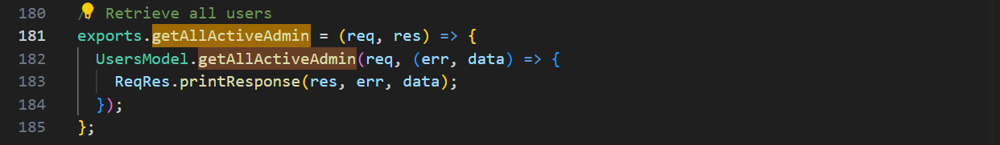 180 // Retrieve all users
181 exports.getAllActiveAdmin = (req, res) => {
182 UsersModel.getAllActiveAdmin(req, (err, data) => {
183 ReqRes.printResponse(res, err, data);
184 });
185 };